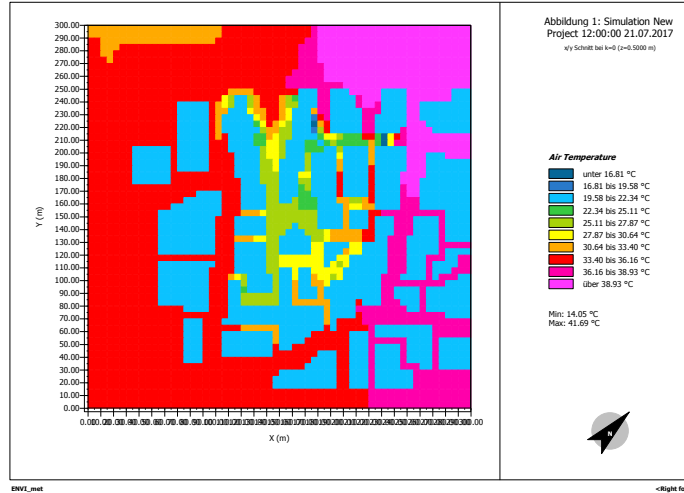 Abbildung 1: Simulation New
Project 12:00:00 21.07.2017
x/y Schnitt bei k=0 (z=0.5000 m)
300.00
290.00
280.00
270.00
260.00
250.00
240.00
230.00
220.00
210.00
200.00
190.00
180.00
170.00
160.00
150.00
140.00
130.00
120.00
110.00
100.00
90.00
80.00
70.00
60.00
50.00
40.00
30.00
20.00
10.00
0.00
Y (m)
X (m)
Air Temperature
unter 16.81 °C
16.81 bis 19.58 °C
19.58 bis 22.34 °C
22.34 bis 25.11 °C
25.11 bis 27.87 °C
27.87 bis 30.64 °C
30.64 bis 33.40 °C
33.40 bis 36.16 °C
36.16 bis 38.93 °C
über 38.93 °C
Min: 14.05 °C
Max: 41.69 °C
N
ENVI_met
<Right fo